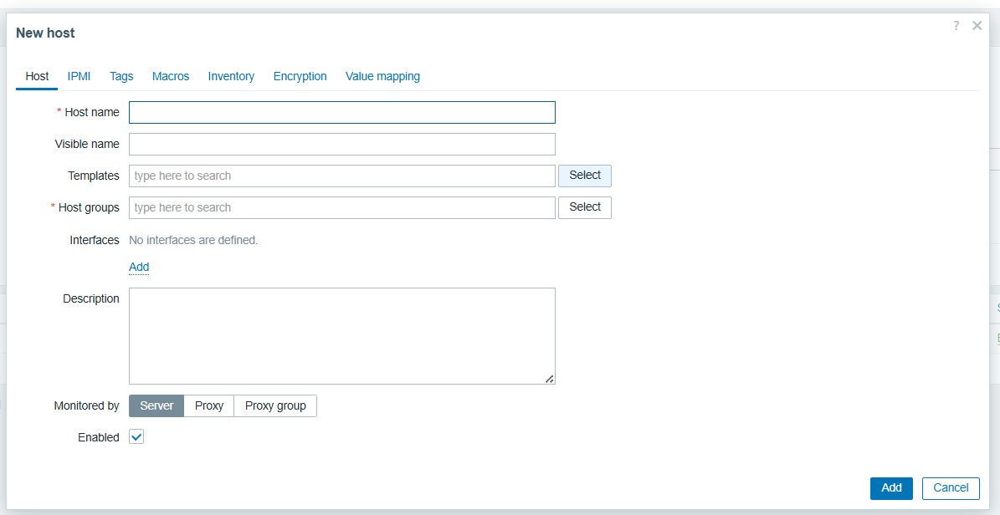 New host
?
Host IPMI Tags Macros Inventory Encryption Value mapping
* Host name
Visible name
Templates type here to search Select
* Host groups type here to search Select
Interfaces No interfaces are defined.
Add
Description
Monitored by Server Proxy Proxy group
Enabled
Add Cancel